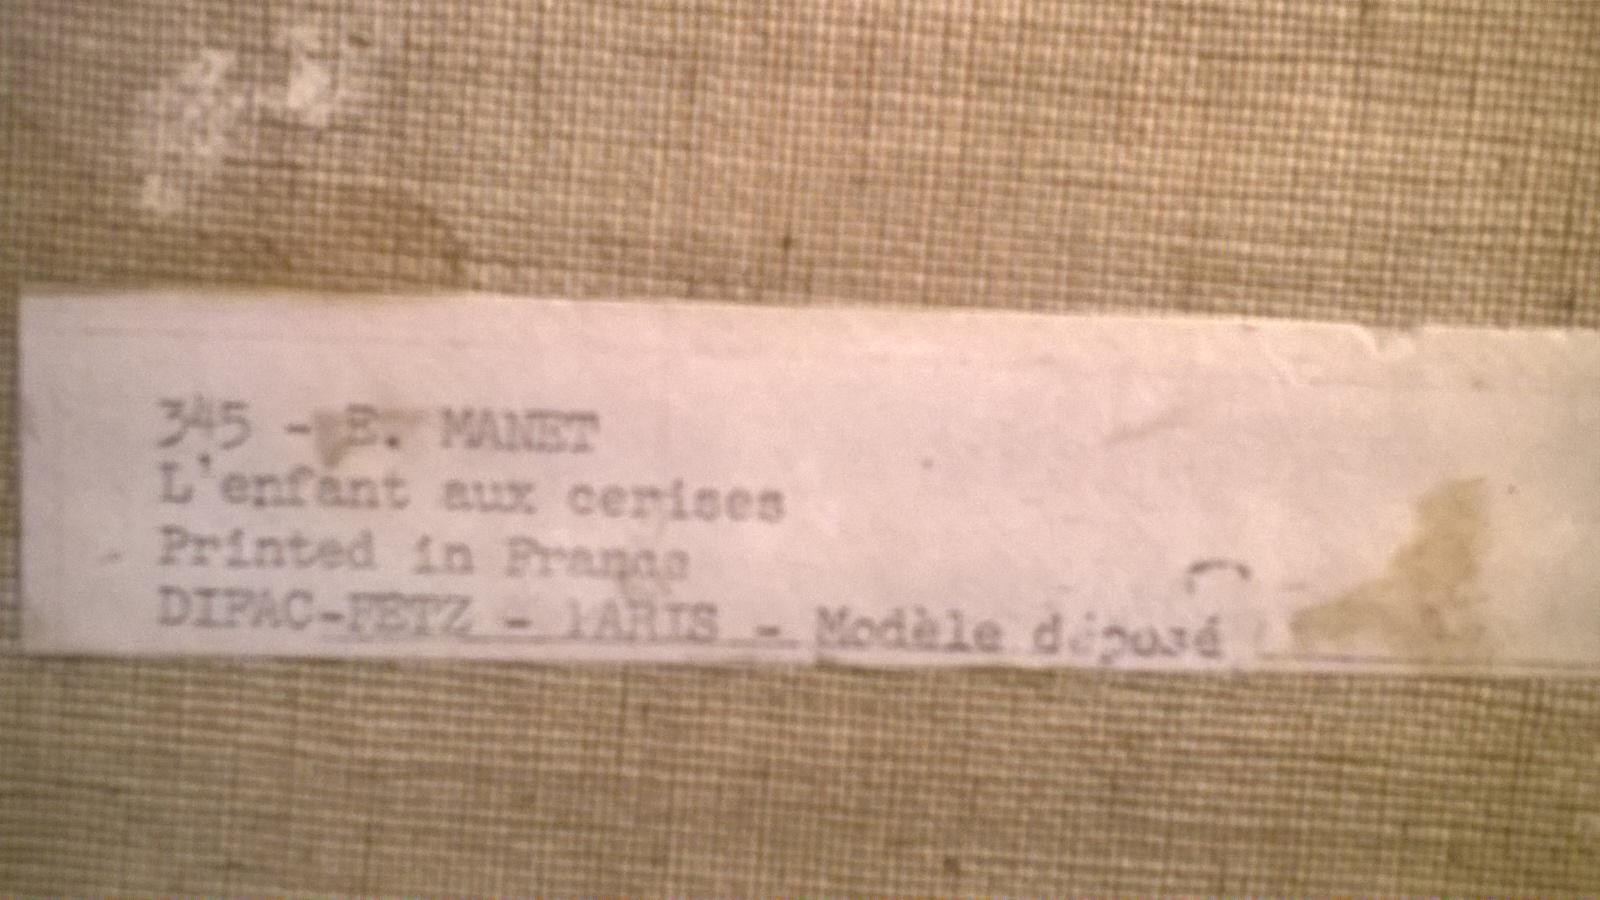 345 - E. MANET
L'enfant aux cerises
Printed in France
DIPAC-FETZ - PARIS - Modèle déposé